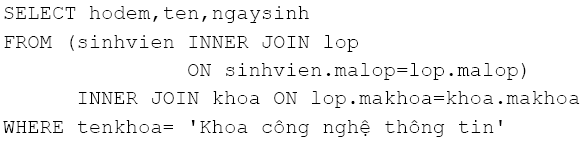 SELECT hodem,ten,ngaysinh
FROM (sinhvien INNER JOIN lop
ON sinhvien.malop=lop.malop)
INNER JOIN khoa ON lop.makhoa=khoa.makhoa
WHERE tenkhoa= 'Khoa công nghệ thông tin'